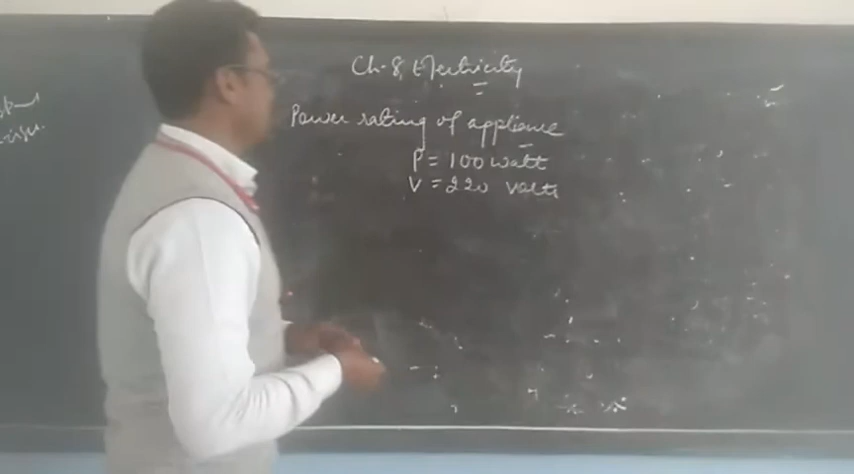 Ch-8, Electricity
Power rating of appliance
P = 100 watt
V = 220 volts